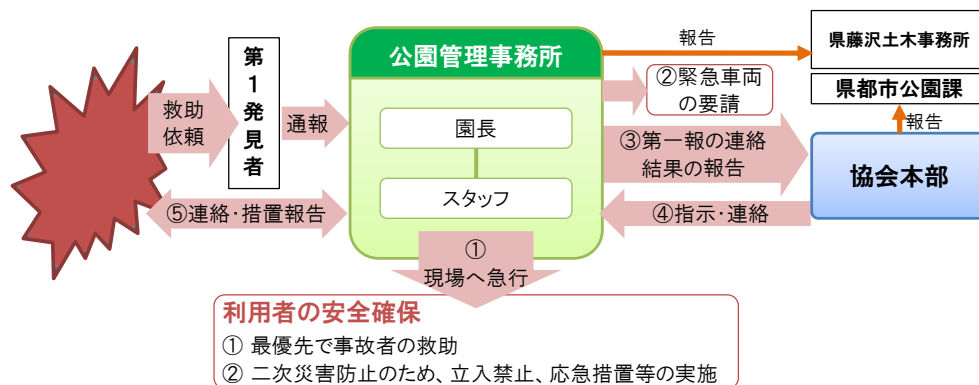 救助
依頼
第
1
発
見
者
通報
公園管理事務所
園長
スタッフ
報告
県藤沢土木事務所
②緊急車両
の要請
県都市公園課
報告
③第一報の連絡
結果の報告
協会本部
④指示・連絡
⑤連絡・措置報告
①
現場へ急行
利用者の安全確保
① 最優先で事故者の救助
② 二次災害防止のため、立入禁止、応急措置等の実施